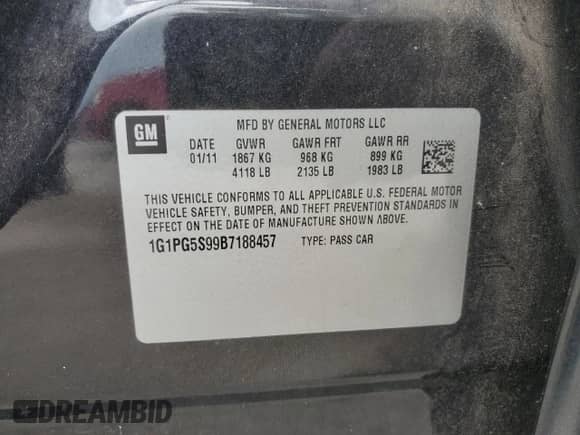 GM
MFD BY GENERAL MOTORS LLC
DATE GVWR GAWR FRT GAWR RR
01/11 1867 KG 968 KG 899 KG
4118 LB 2135 LB 1983 LB
THIS VEHICLE CONFORMS TO ALL APPLICABLE U.S. FEDERAL MOTOR
VEHICLE SAFETY, BUMPER, AND THEFT PREVENTION STANDARDS IN
EFFECT ON THE DATE OF MANUFACTURE SHOWN ABOVE.
1G1PG5S99B7188457 TYPE: PASS CAR
DREAMBID